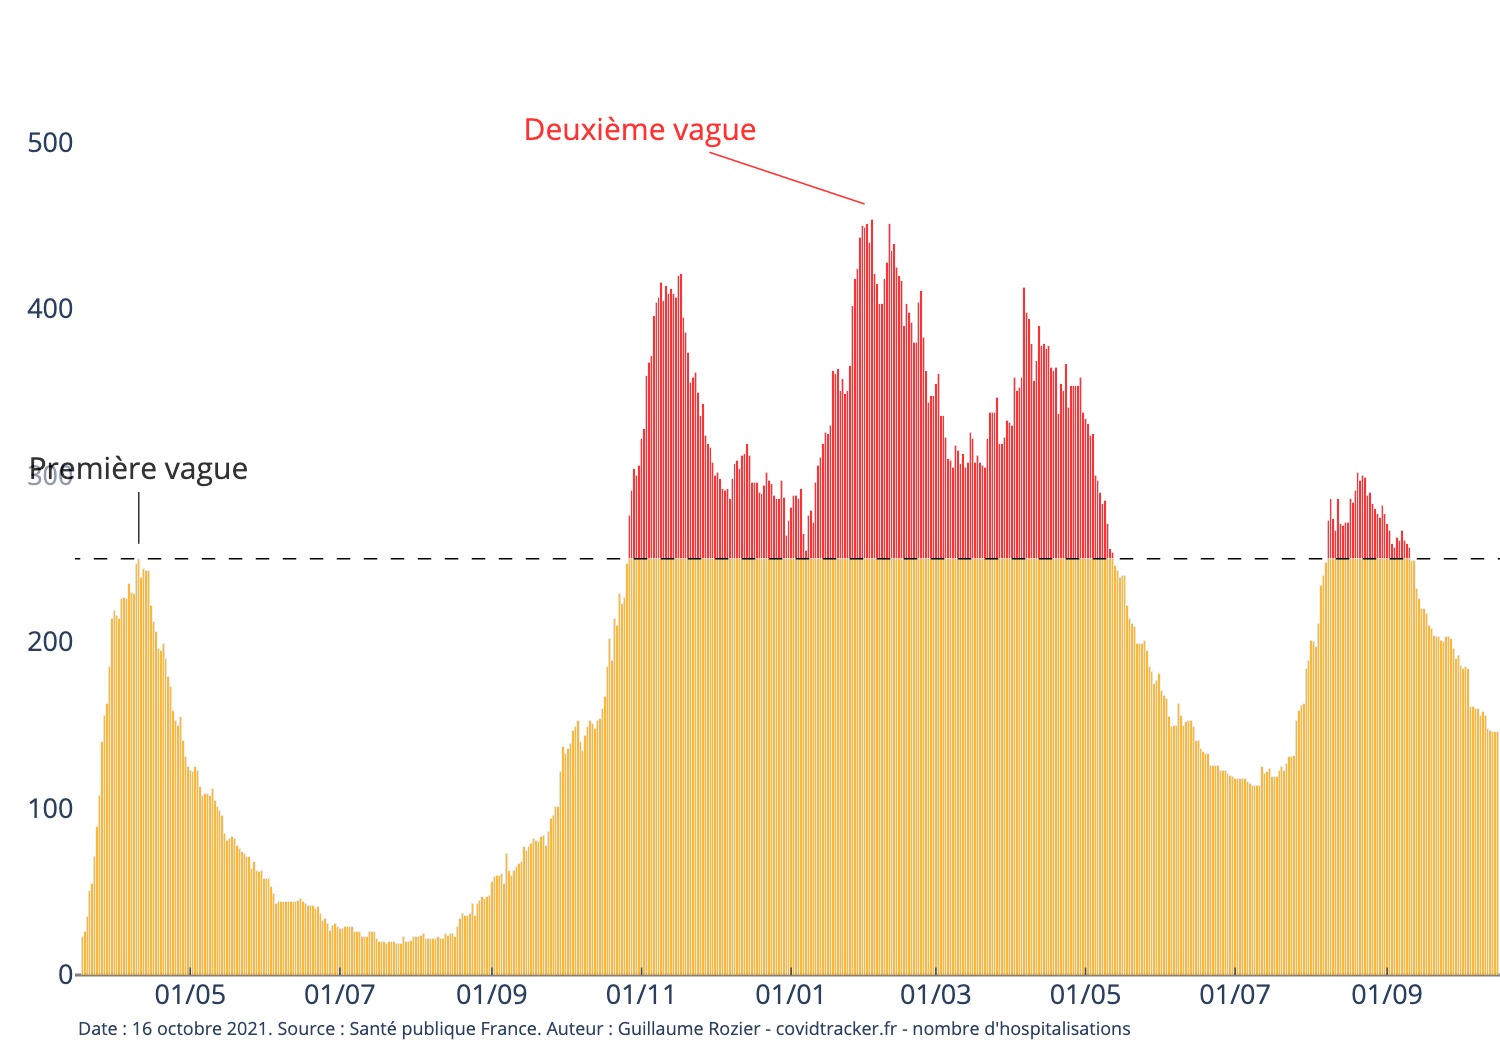 Deuxième vague
500
400
Première vague
300
200
100
0
01/05 01/07 01/09 01/11 01/01 01/03 01/05 01/07 01/09
Date : 16 octobre 2021. Source : Santé publique France. Auteur : Guillaume Rozier - covidtracker.fr - nombre d'hospitalisations